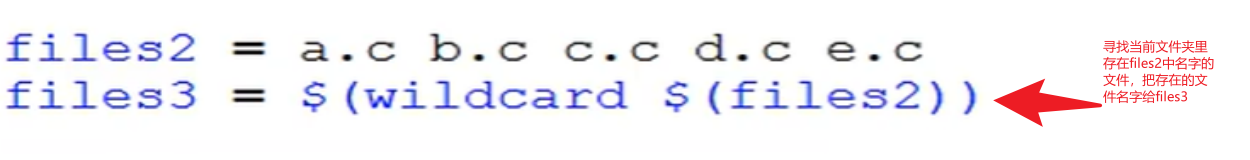 files2 = a.c b.c c.c d.c e.c
files3 = $(wildcard $(files2))
寻找当前文件夹里
存在files2中名字的
文件，把存在的文
件名字给files3